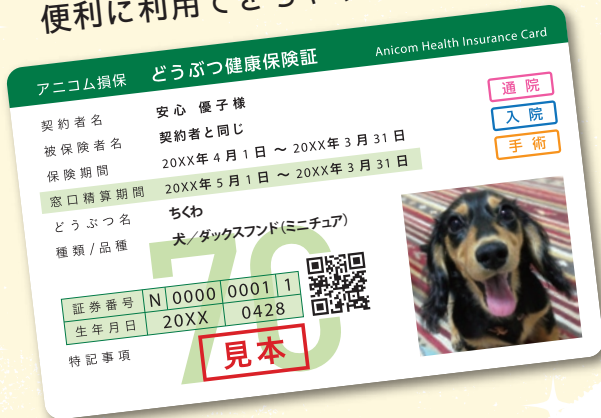 便利に利用できる
アニコム損保 どうぶつ健康保険証 Anicom Health Insurance Card
契約者名 安心 優子様
被保険者名 契約者と同じ
保険期間 20XX年4月1日 ～ 20XX年3月31日
窓口精算期間 20XX年5月1日 ～ 20XX年3月31日
どうぶつ名 ちくわ
種類/品種 犬／ダックスフンド(ミニチュア)
通院
入院
手術
70
証券番号 N 0000 0001 1
生年月日 20XX 0428
特記事項
見本